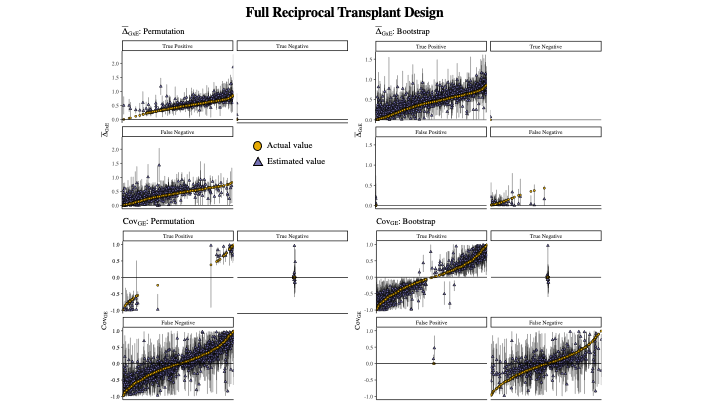 Full Reciprocal Transplant Design
Δ̅GxE: Permutation
True Positive
True Negative
2.0
1.5
1.0
0.5
0.0
False Negative
2.0
1.5
1.0
0.5
0.0
Δ̅GxE
Actual value
Estimated value
Δ̅GxE: Bootstrap
True Positive
True Negative
1.5
1.0
0.5
0.0
False Positive
False Negative
1.5
1.0
0.5
0.0
Δ̅GxE
CovGE: Permutation
True Positive
True Negative
1.0
0.5
0.0
-0.5
-1.0
False Negative
1.0
0.5
0.0
-0.5
-1.0
CovGE
CovGE: Bootstrap
True Positive
True Negative
1.0
0.5
0.0
-0.5
-1.0
False Positive
False Negative
1.0
0.5
0.0
-0.5
-1.0
CovGE